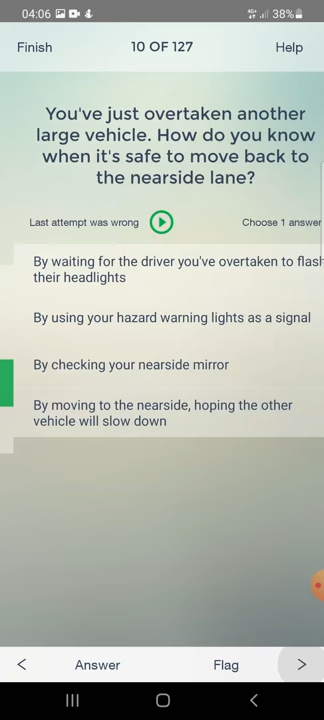 04:06
4G+
38%
Finish
10 OF 127
Help
You've just overtaken another
large vehicle. How do you know
when it's safe to move back to
the nearside lane?
Last attempt was wrong
Choose 1 answer
By waiting for the driver you've overtaken to flash
their headlights
By using your hazard warning lights as a signal
By checking your nearside mirror
By moving to the nearside, hoping the other
vehicle will slow down
Answer
Flag